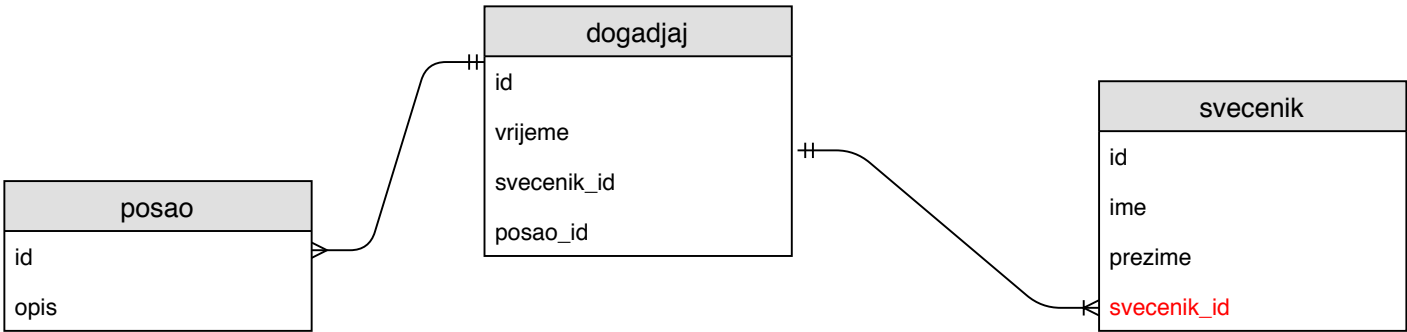 posao
id
opis
dogadjaj
id
vrijeme
svecenik_id
posao_id
svecenik
id
ime
prezime
svecenik_id